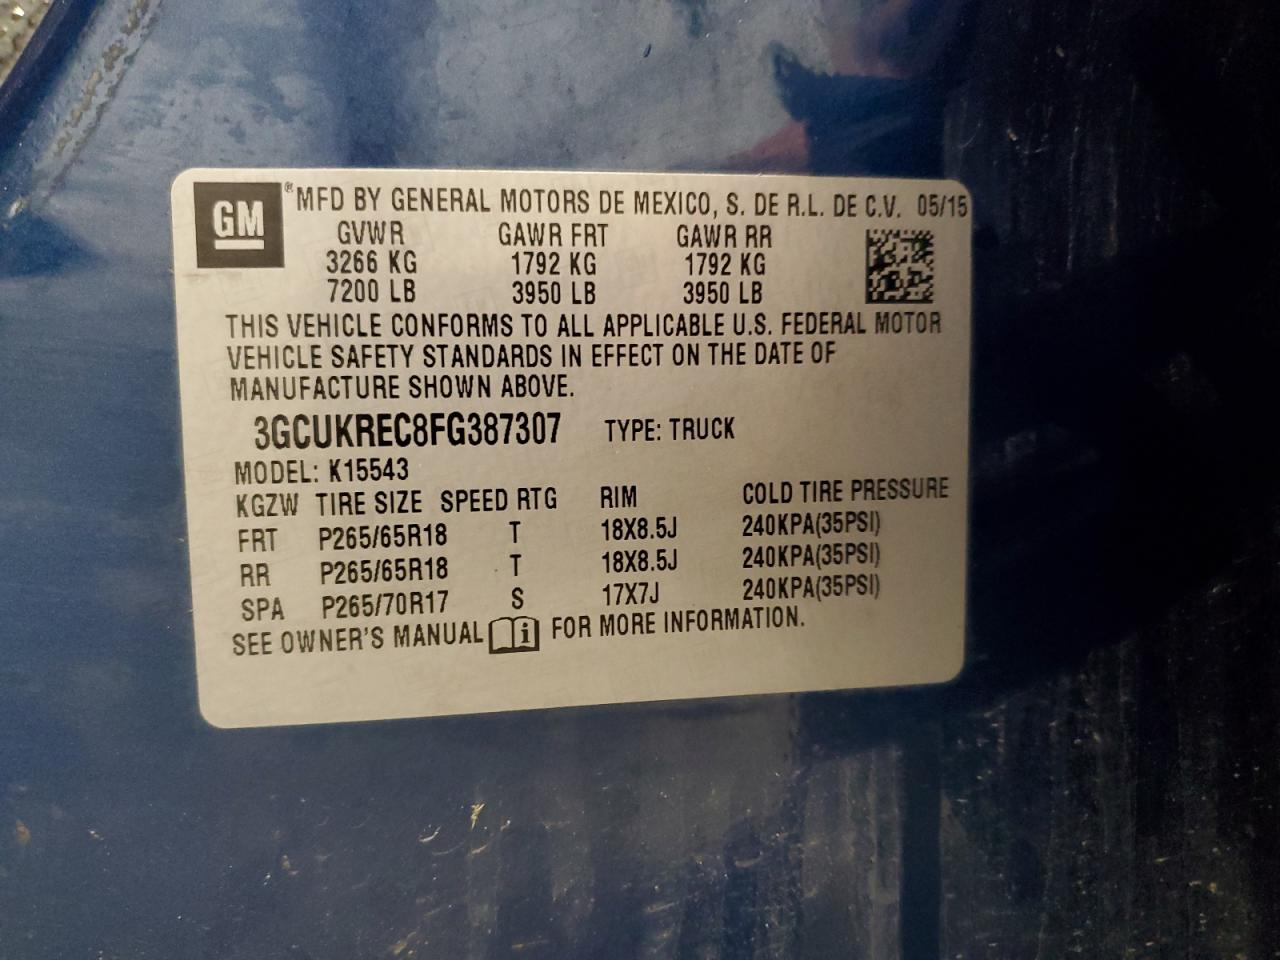 GM ® MFD BY GENERAL MOTORS DE MEXICO, S. DE R.L. DE C.V. 05/15
GVWR GAWR FRT GAWR RR
3266 KG 1792 KG 1792 KG
7200 LB 3950 LB 3950 LB
THIS VEHICLE CONFORMS TO ALL APPLICABLE U.S. FEDERAL MOTOR
VEHICLE SAFETY STANDARDS IN EFFECT ON THE DATE OF
MANUFACTURE SHOWN ABOVE.
3GCUKREC8FG387307 TYPE: TRUCK
MODEL: K15543
KGZW TIRE SIZE SPEED RTG RIM COLD TIRE PRESSURE
FRT P265/65R18 T 18X8.5J 240KPA(35PSI)
RR P265/65R18 T 18X8.5J 240KPA(35PSI)
SPA P265/70R17 S 17X7J 240KPA(35PSI)
SEE OWNER'S MANUAL i FOR MORE INFORMATION.